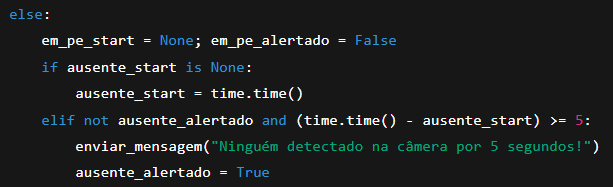 else:
em_pe_start = None; em_pe_alertado = False
if ausente_start is None:
ausente_start = time.time()
elif not ausente_alertado and (time.time() - ausente_start) >= 5:
enviar_mensagem("Ninguém detectado na câmera por 5 segundos!")
ausente_alertado = True